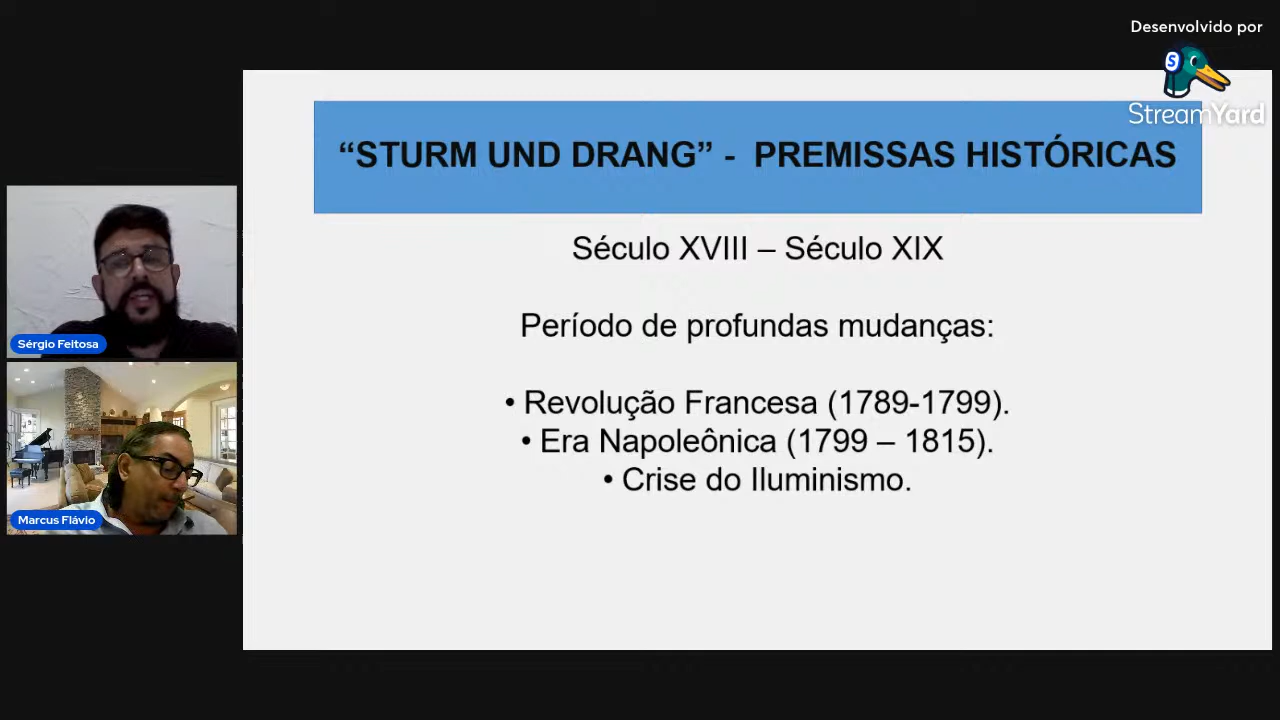 Desenvolvido por
StreamYard
“STURM UND DRANG” - PREMISSAS HISTÓRICAS
Século XVIII – Século XIX
Período de profundas mudanças:
• Revolução Francesa (1789-1799).
• Era Napoleônica (1799 – 1815).
• Crise do Iluminismo.
Sérgio Feitosa
Marcus Flávio